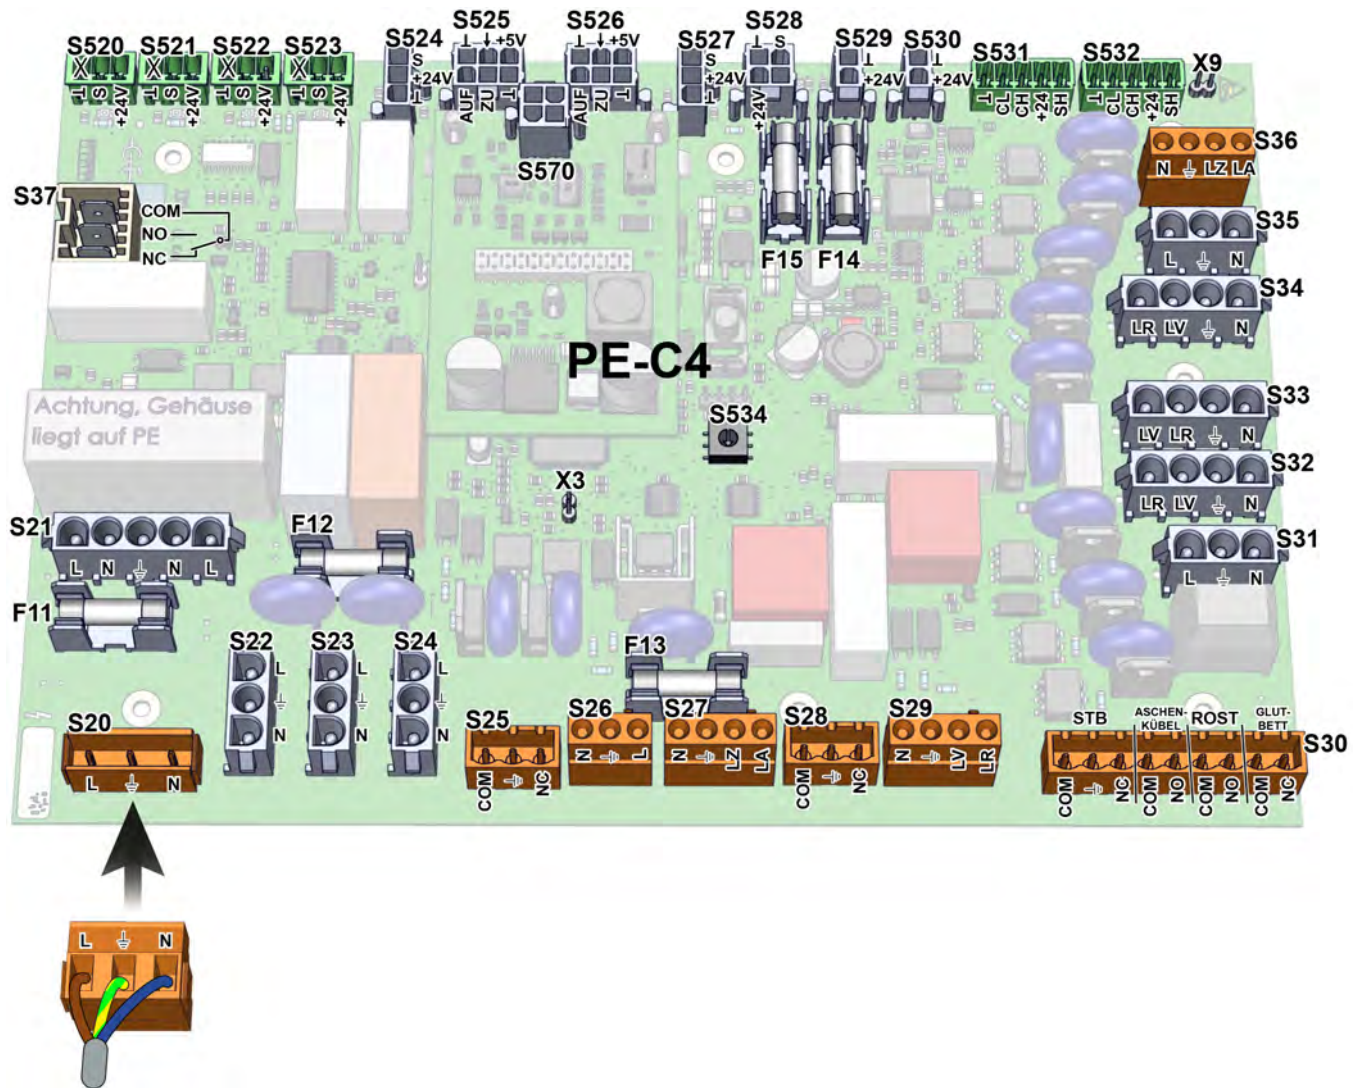 S520 S521 S522 S523 S524 S525 S526 S527 S528 S529 S530 S531 S532 X9
X X X X
⊥ S +24V ⊥ S +24V ⊥ S +24V ⊥ S +24V
S +24V ⊥
⊥ ↓ +5V
AUF ZU ⊥
⊥ ↓ +5V
AUF ZU ⊥
S +24V ⊥
⊥ S
+24V
⊥ +24V
⊥ +24V
⊥ CL CH +24 SH
⊥ CL CH +24 SH
S570
S36
N ⏚ LZ LA
S37
COM
NO
NC
S35
L ⏚ N
F15 F14
S34
LR LV ⏚ N
PE-C4
Achtung, Gehäuse
liegt auf PE
S534
S33
LV LR ⏚ N
X3
S32
LR LV ⏚ N
S21
L N ⏚ N L
F12
S31
L ⏚ N
F11
S22
L ⏚ N
S23
L ⏚ N
S24
L ⏚ N
F13
S20
L ⏚ N
S25
COM ⏚ NC
S26
N ⏚ L
S27
N ⏚ LZ LA
S28
COM ⏚ NC
S29
N ⏚ LV LR
STB ASCHEN-
KÜBEL ROST GLUT-
BETT
S30
COM ⏚ NC COM NO COM NO COM NC
L ⏚ N